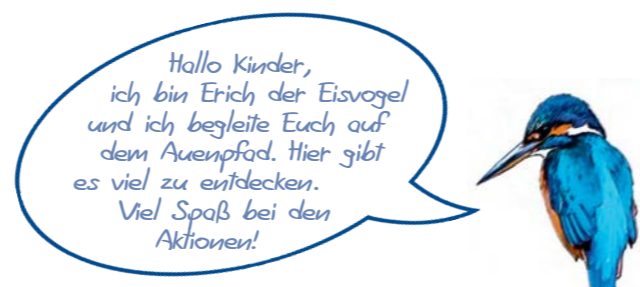 Hallo Kinder,
ich bin Erich der Eisvogel
und ich begleite Euch auf
dem Auenpfad. Hier gibt
es viel zu entdecken.
Viel Spaß bei den
Aktionen!